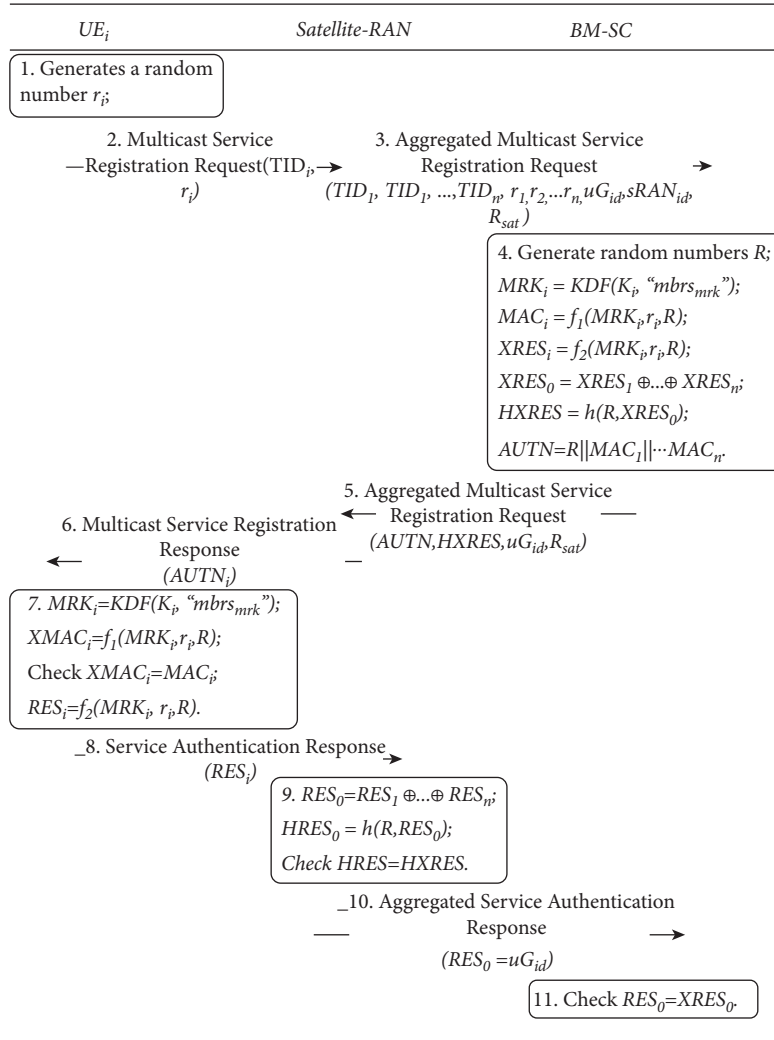 UE_i Satellite-RAN BM-SC
1. Generates a random
number r_i;
2. Multicast Service
Registration Request(TID_i,
r_i)
3. Aggregated Multicast Service
Registration Request
(TID_1, TID_1, ...,TID_n, r_1,r_2,...r_n,uG_id,sRAN_id,
R_sat )
4. Generate random numbers R;
MRK_i = KDF(K_i, “mbrs_mrk”);
MAC_i = f_1(MRK_i,r_i,R);
XRES_i = f_2(MRK_i,r_i,R);
XRES_0 = XRES_1 ⊕...⊕ XRES_n;
HXRES = h(R,XRES_0);
AUTN=R||MAC_1||···MAC_n.
5. Aggregated Multicast Service
Registration Request
(AUTN,HXRES,uG_id,R_sat)
6. Multicast Service Registration
Response
(AUTN_i)
7. MRK_i=KDF(K_i, “mbrs_mrk”);
XMAC_i=f_1(MRK_i,r_i,R);
Check XMAC_i=MAC_i;
RES_i=f_2(MRK_i, r_i,R).
_8. Service Authentication Response
(RES_i)
9. RES_0=RES_1 ⊕...⊕ RES_n;
HRES_0 = h(R,RES_0);
Check HRES=HXRES.
_10. Aggregated Service Authentication
Response
(RES_0 =uG_id)
11. Check RES_0=XRES_0.